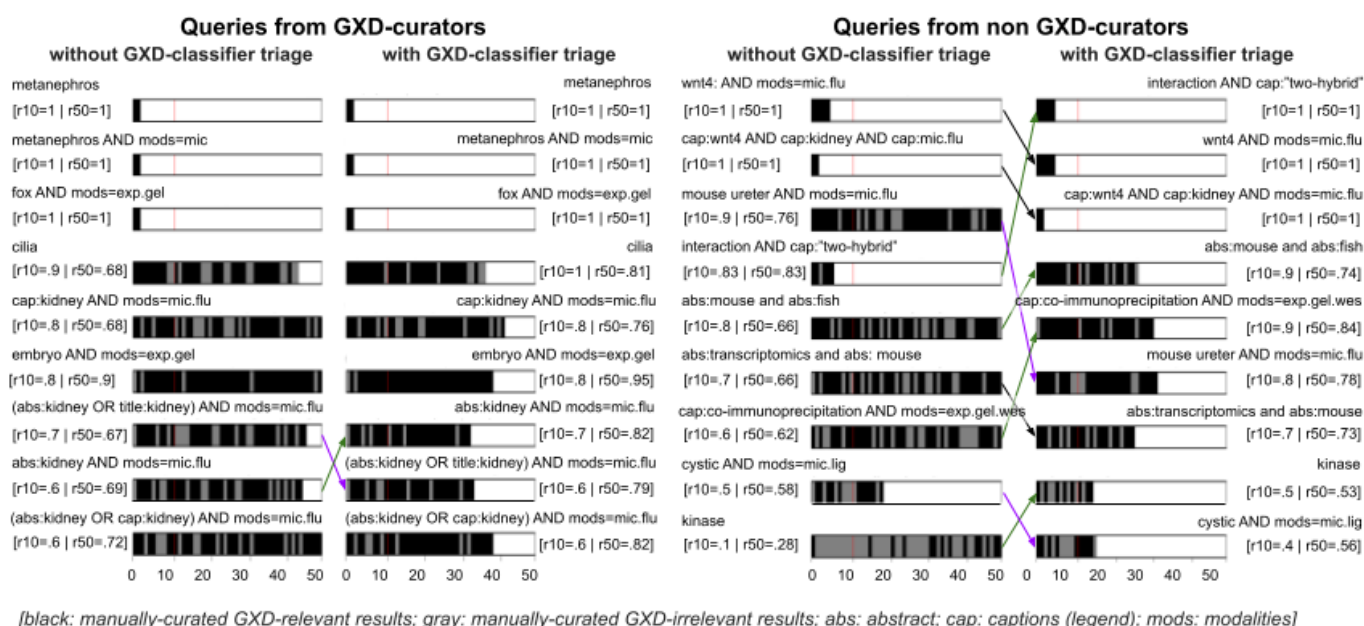 Queries from GXD-curators
without GXD-classifier triage
with GXD-classifier triage
metanephros
metanephros
[r10=1 | r50=1]
[r10=1 | r50=1]
metanephros AND mods=mic
metanephros AND mods=mic
[r10=1 | r50=1]
[r10=1 | r50=1]
fox AND mods=exp.gel
fox AND mods=exp.gel
[r10=1 | r50=1]
[r10=1 | r50=1]
cilia
cilia
[r10=.9 | r50=.68]
[r10=1 | r50=.81]
cap:kidney AND mods=mic.flu
cap:kidney AND mods=mic.flu
[r10=.8 | r50=.68]
[r10=.8 | r50=.76]
embryo AND mods=exp.gel
embryo AND mods=exp.gel
[r10=.8 | r50=.9]
[r10=.8 | r50=.95]
(abs:kidney OR title:kidney) AND mods=mic.flu
abs:kidney AND mods=mic.flu
[r10=.7 | r50=.67]
[r10=.7 | r50=.82]
abs:kidney AND mods=mic.flu
(abs:kidney OR title:kidney) AND mods=mic.flu
[r10=.6 | r50=.69]
[r10=.6 | r50=.79]
(abs:kidney OR cap:kidney) AND mods=mic.flu
(abs:kidney OR cap:kidney) AND mods=mic.flu
[r10=.6 | r50=.72]
[r10=.6 | r50=.82]
0 10 20 30 40 50
0 10 20 30 40 50
Queries from non GXD-curators
without GXD-classifier triage
with GXD-classifier triage
wnt4: AND mods=mic.flu
interaction AND cap:"two-hybrid"
[r10=1 | r50=1]
[r10=1 | r50=1]
cap:wnt4 AND cap:kidney AND cap:mic.flu
wnt4 AND mods=mic.flu
[r10=1 | r50=1]
[r10=1 | r50=1]
mouse ureter AND mods=mic.flu
cap:wnt4 AND cap:kidney AND mods=mic.flu
[r10=.9 | r50=.76]
[r10=1 | r50=1]
interaction AND cap:"two-hybrid"
abs:mouse and abs:fish
[r10=.83 | r50=.83]
[r10=.9 | r50=.74]
abs:mouse and abs:fish
cap:co-immunoprecipitation AND mods=exp.gel.wes
[r10=.8 | r50=.66]
[r10=.9 | r50=.84]
abs:transcriptomics and abs: mouse
mouse ureter AND mods=mic.flu
[r10=.7 | r50=.66]
[r10=.8 | r50=.78]
cap:co-immunoprecipitation AND mods=exp.gel.wes
abs:transcriptomics and abs:mouse
[r10=.6 | r50=.62]
[r10=.7 | r50=.73]
cystic AND mods=mic.lig
kinase
[r10=.5 | r50=.58]
[r10=.5 | r50=.53]
kinase
cystic AND mods=mic.lig
[r10=.1 | r50=.28]
[r10=.4 | r50=.56]
0 10 20 30 40 50
0 10 20 30 40 50
[black: manually-curated GXD-relevant results; gray: manually-curated GXD-irrelevant results; abs: abstract; cap: captions (legend); mods: modalities]